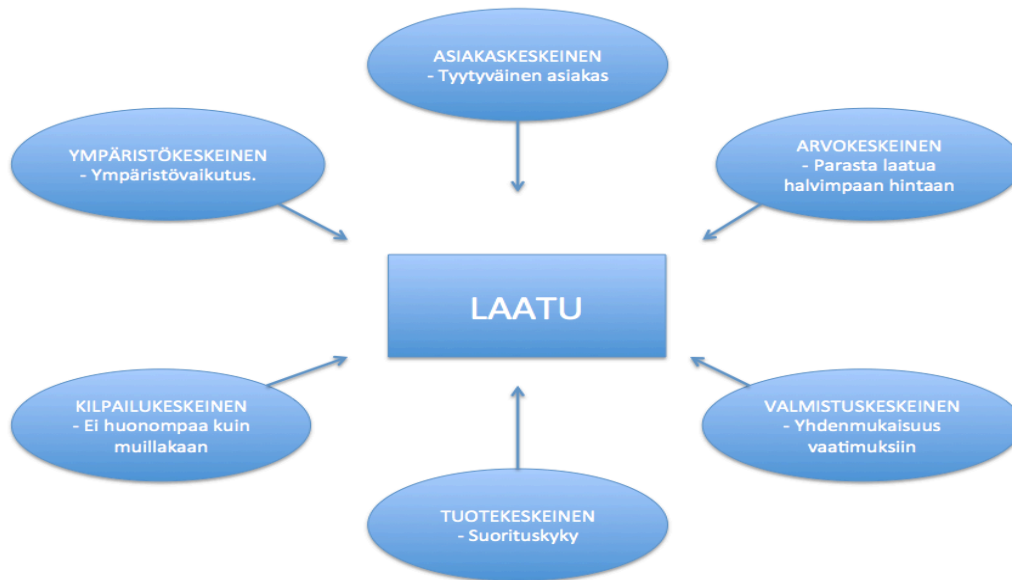 ASIAKASKESKEINEN
- Tyytyväinen asiakas
YMPÄRISTÖKESKEINEN
- Ympäristövaikutus.
ARVOKESKEINEN
- Parasta laatua
halvimpaan hintaan
LAATU
KILPAILUKESKEINEN
- Ei huonompaa kuin
muillakaan
VALMISTUSKESKEINEN
- Yhdenmukaisuus
vaatimuksiin
TUOTEKESKEINEN
- Suorituskyky